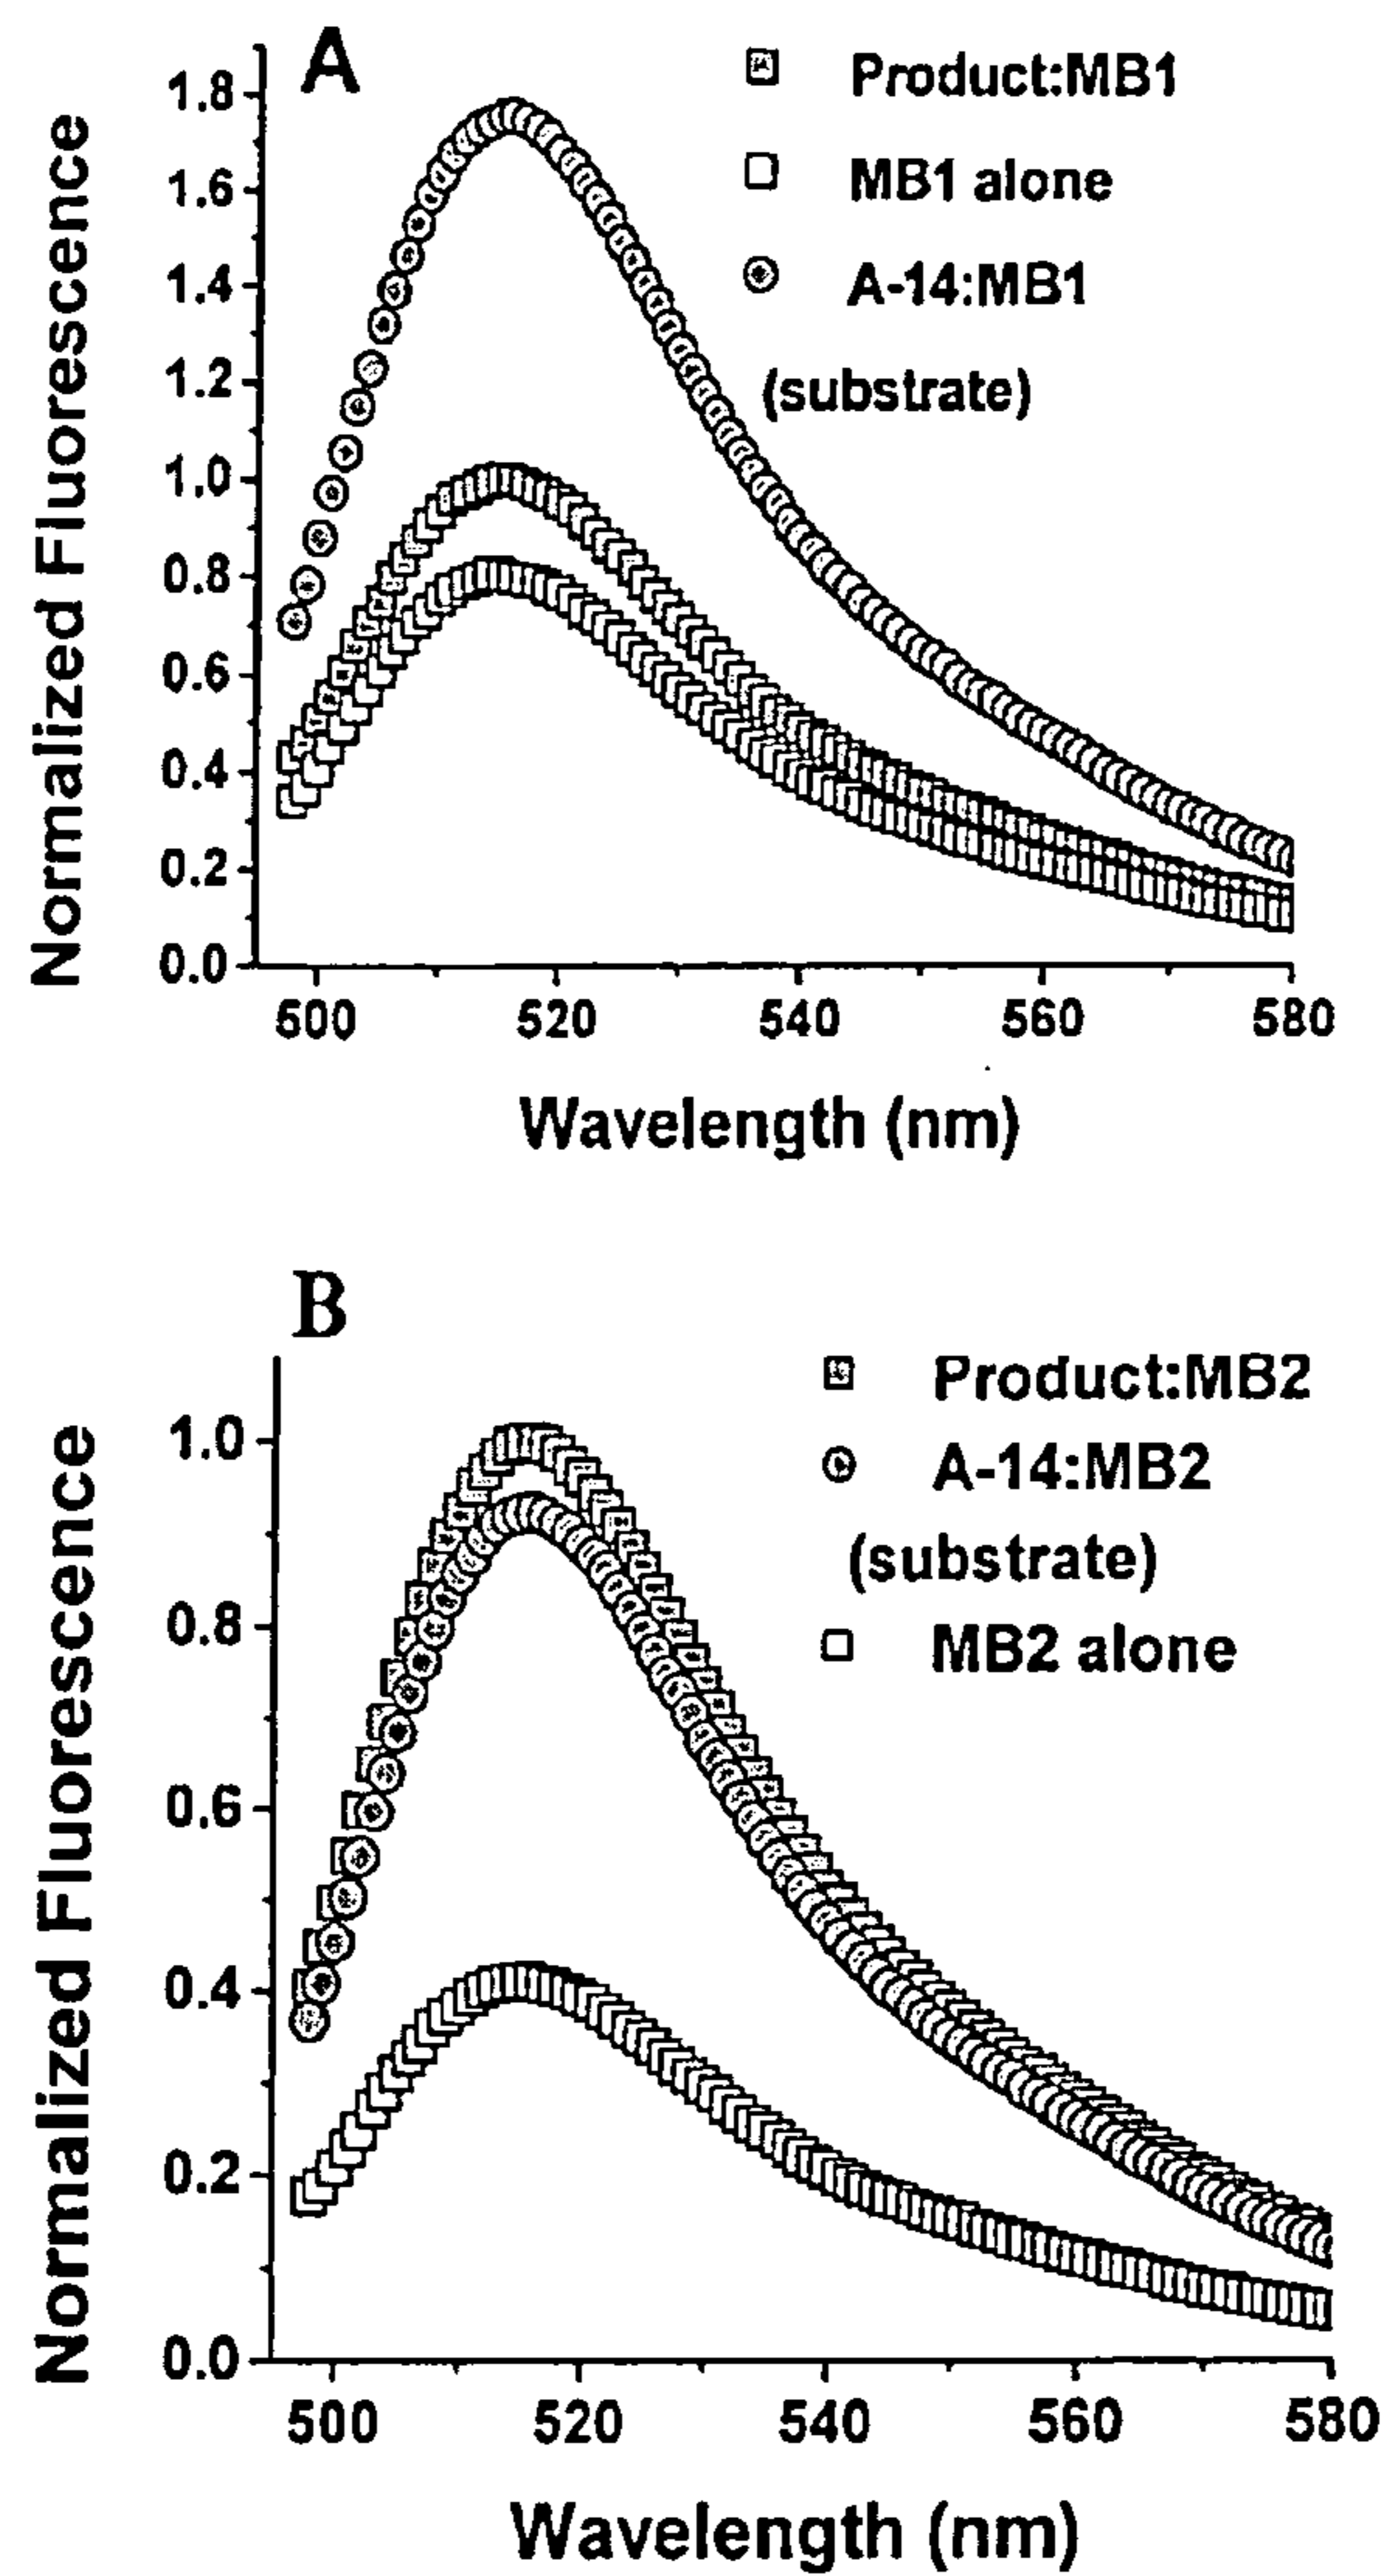 A
Product:MB1
MB1 alone
A-14:MB1
(substrate)
Normalized Fluorescence
1.8
1.6
1.4
1.2
1.0
0.8
0.6
0.4
0.2
0.0
500 520 540 560 580
Wavelength (nm)
B
Product:MB2
A-14:MB2
(substrate)
MB2 alone
Normalized Fluorescence
1.0
0.8
0.6
0.4
0.2
0.0
500 520 540 560 580
Wavelength (nm)